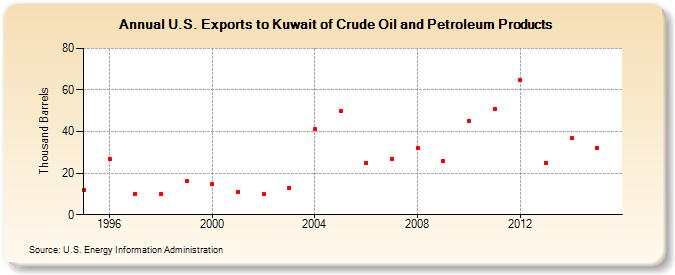 Annual U.S. Exports to Kuwait of Crude Oil and Petroleum Products
Thousand Barrels
80
60
40
20
0
1996 2000 2004 2008 2012
Source: U.S. Energy Information Administration